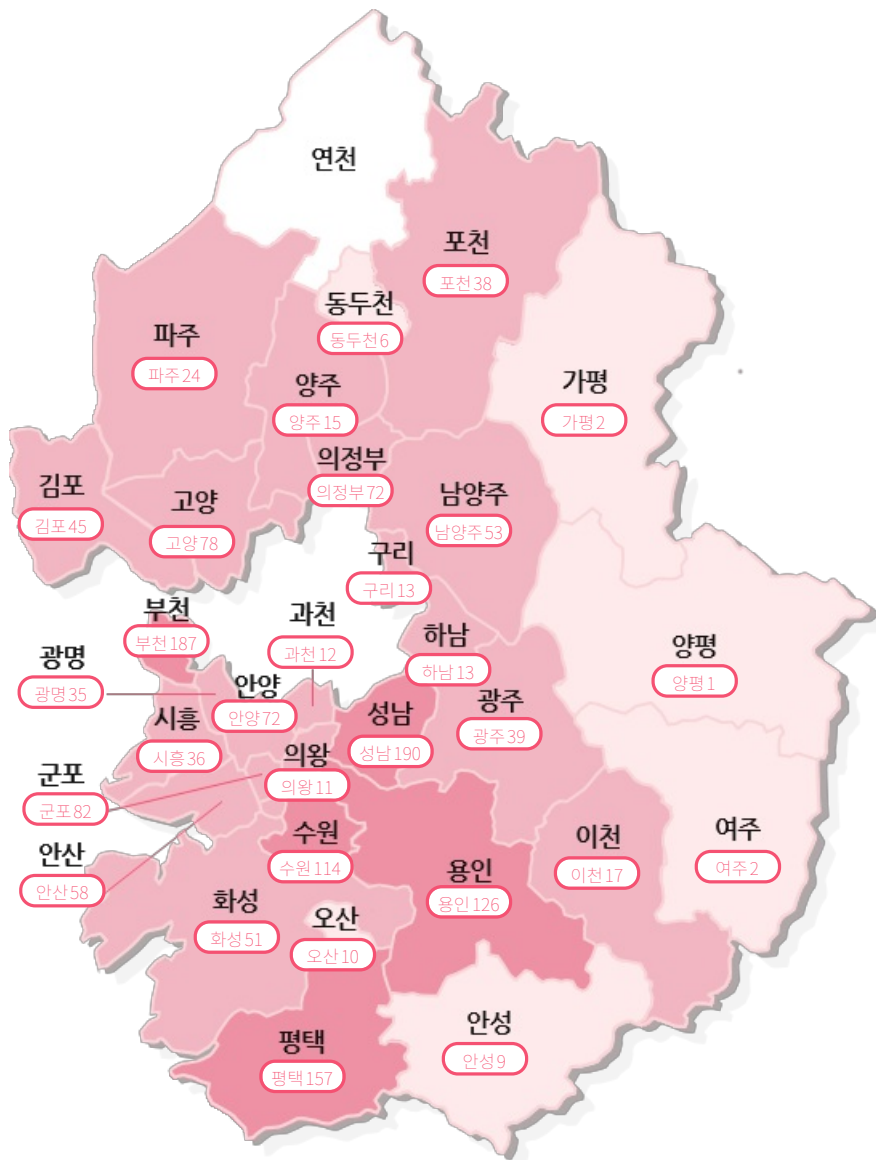 연천
포천
포천38
동두천
동두천6
파주
파주24
양주
양주15
가평
가평2
의정부
의정부72
김포
김포45
고양
고양78
남양주
남양주53
구리
구리13
부천
부천187
과천
과천12
하남
하남13
양평
양평1
광명
광명35
안양
안양72
시흥
시흥36
성남
성남190
광주
광주39
의왕
의왕11
군포
군포82
수원
수원114
이천
이천17
여주
여주2
안산
안산58
용인
용인126
화성
화성51
오산
오산10
안성
안성9
평택
평택157